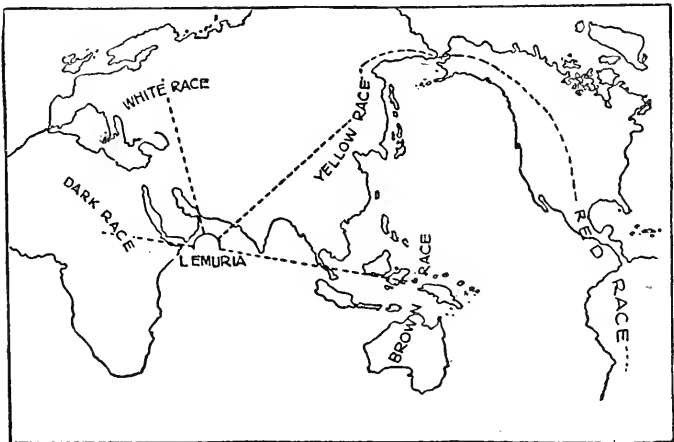 WHITE RACE
YELLOW RACE
DARK RACE
LEMURIA
BROWN RACE
RED RACE